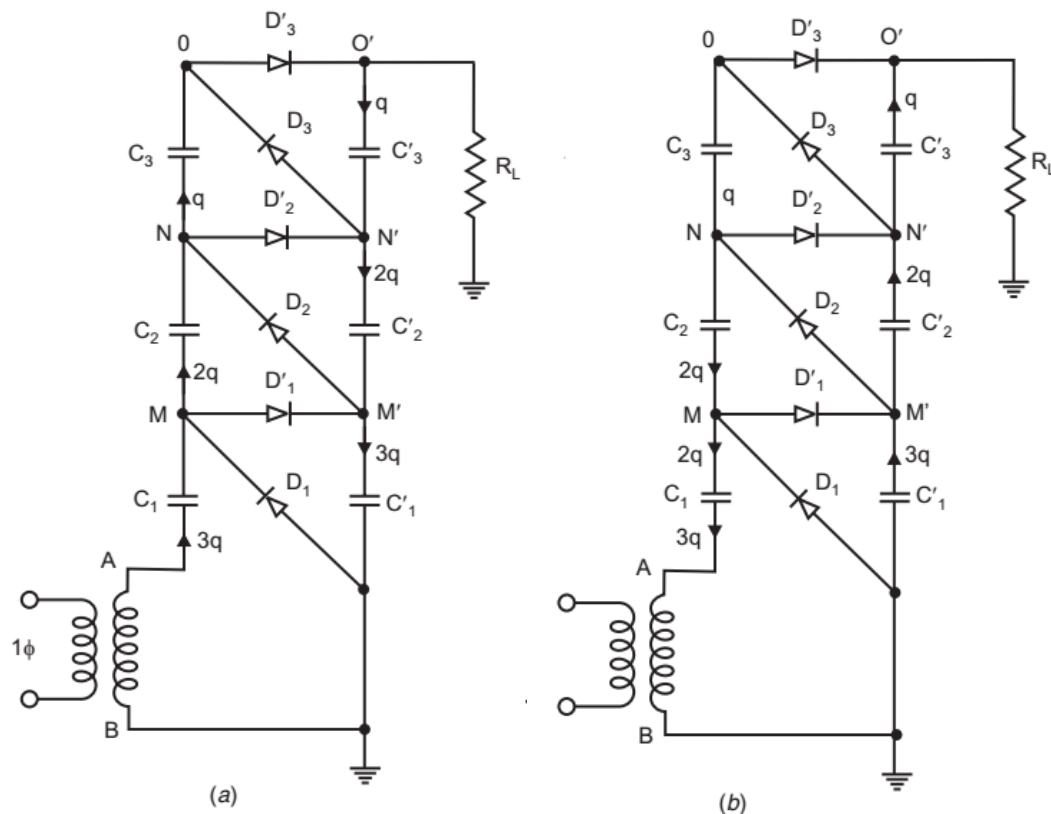 D′3
0
O′
q
D3
C3
C′3
RL
q
D′2
N
N′
2q
D2
C2
C′2
2q
D′1
M
M′
3q
D1
C1
C′1
3q
A
1ϕ
B
(a)
D′3
0
O′
q
D3
C3
C′3
RL
q
D′2
N
N′
2q
D2
C2
C′2
2q
D′1
M
M'
2q
3q
D1
C1
C′1
3q
A
B
(b)